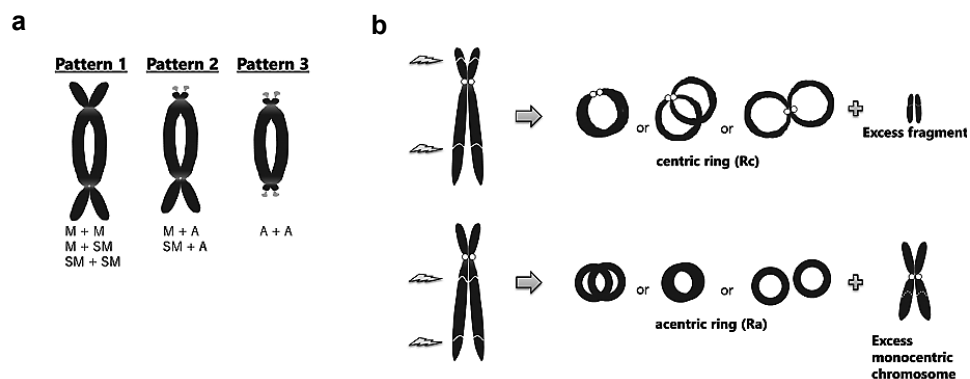 a
Pattern 1
Pattern 2
Pattern 3
M + M
M + SM
SM + SM
M + A
SM + A
A + A
b
or
or
Excess fragment
centric ring (Rc)
or
or
acentric ring (Ra)
Excess
monocentric
chromosome